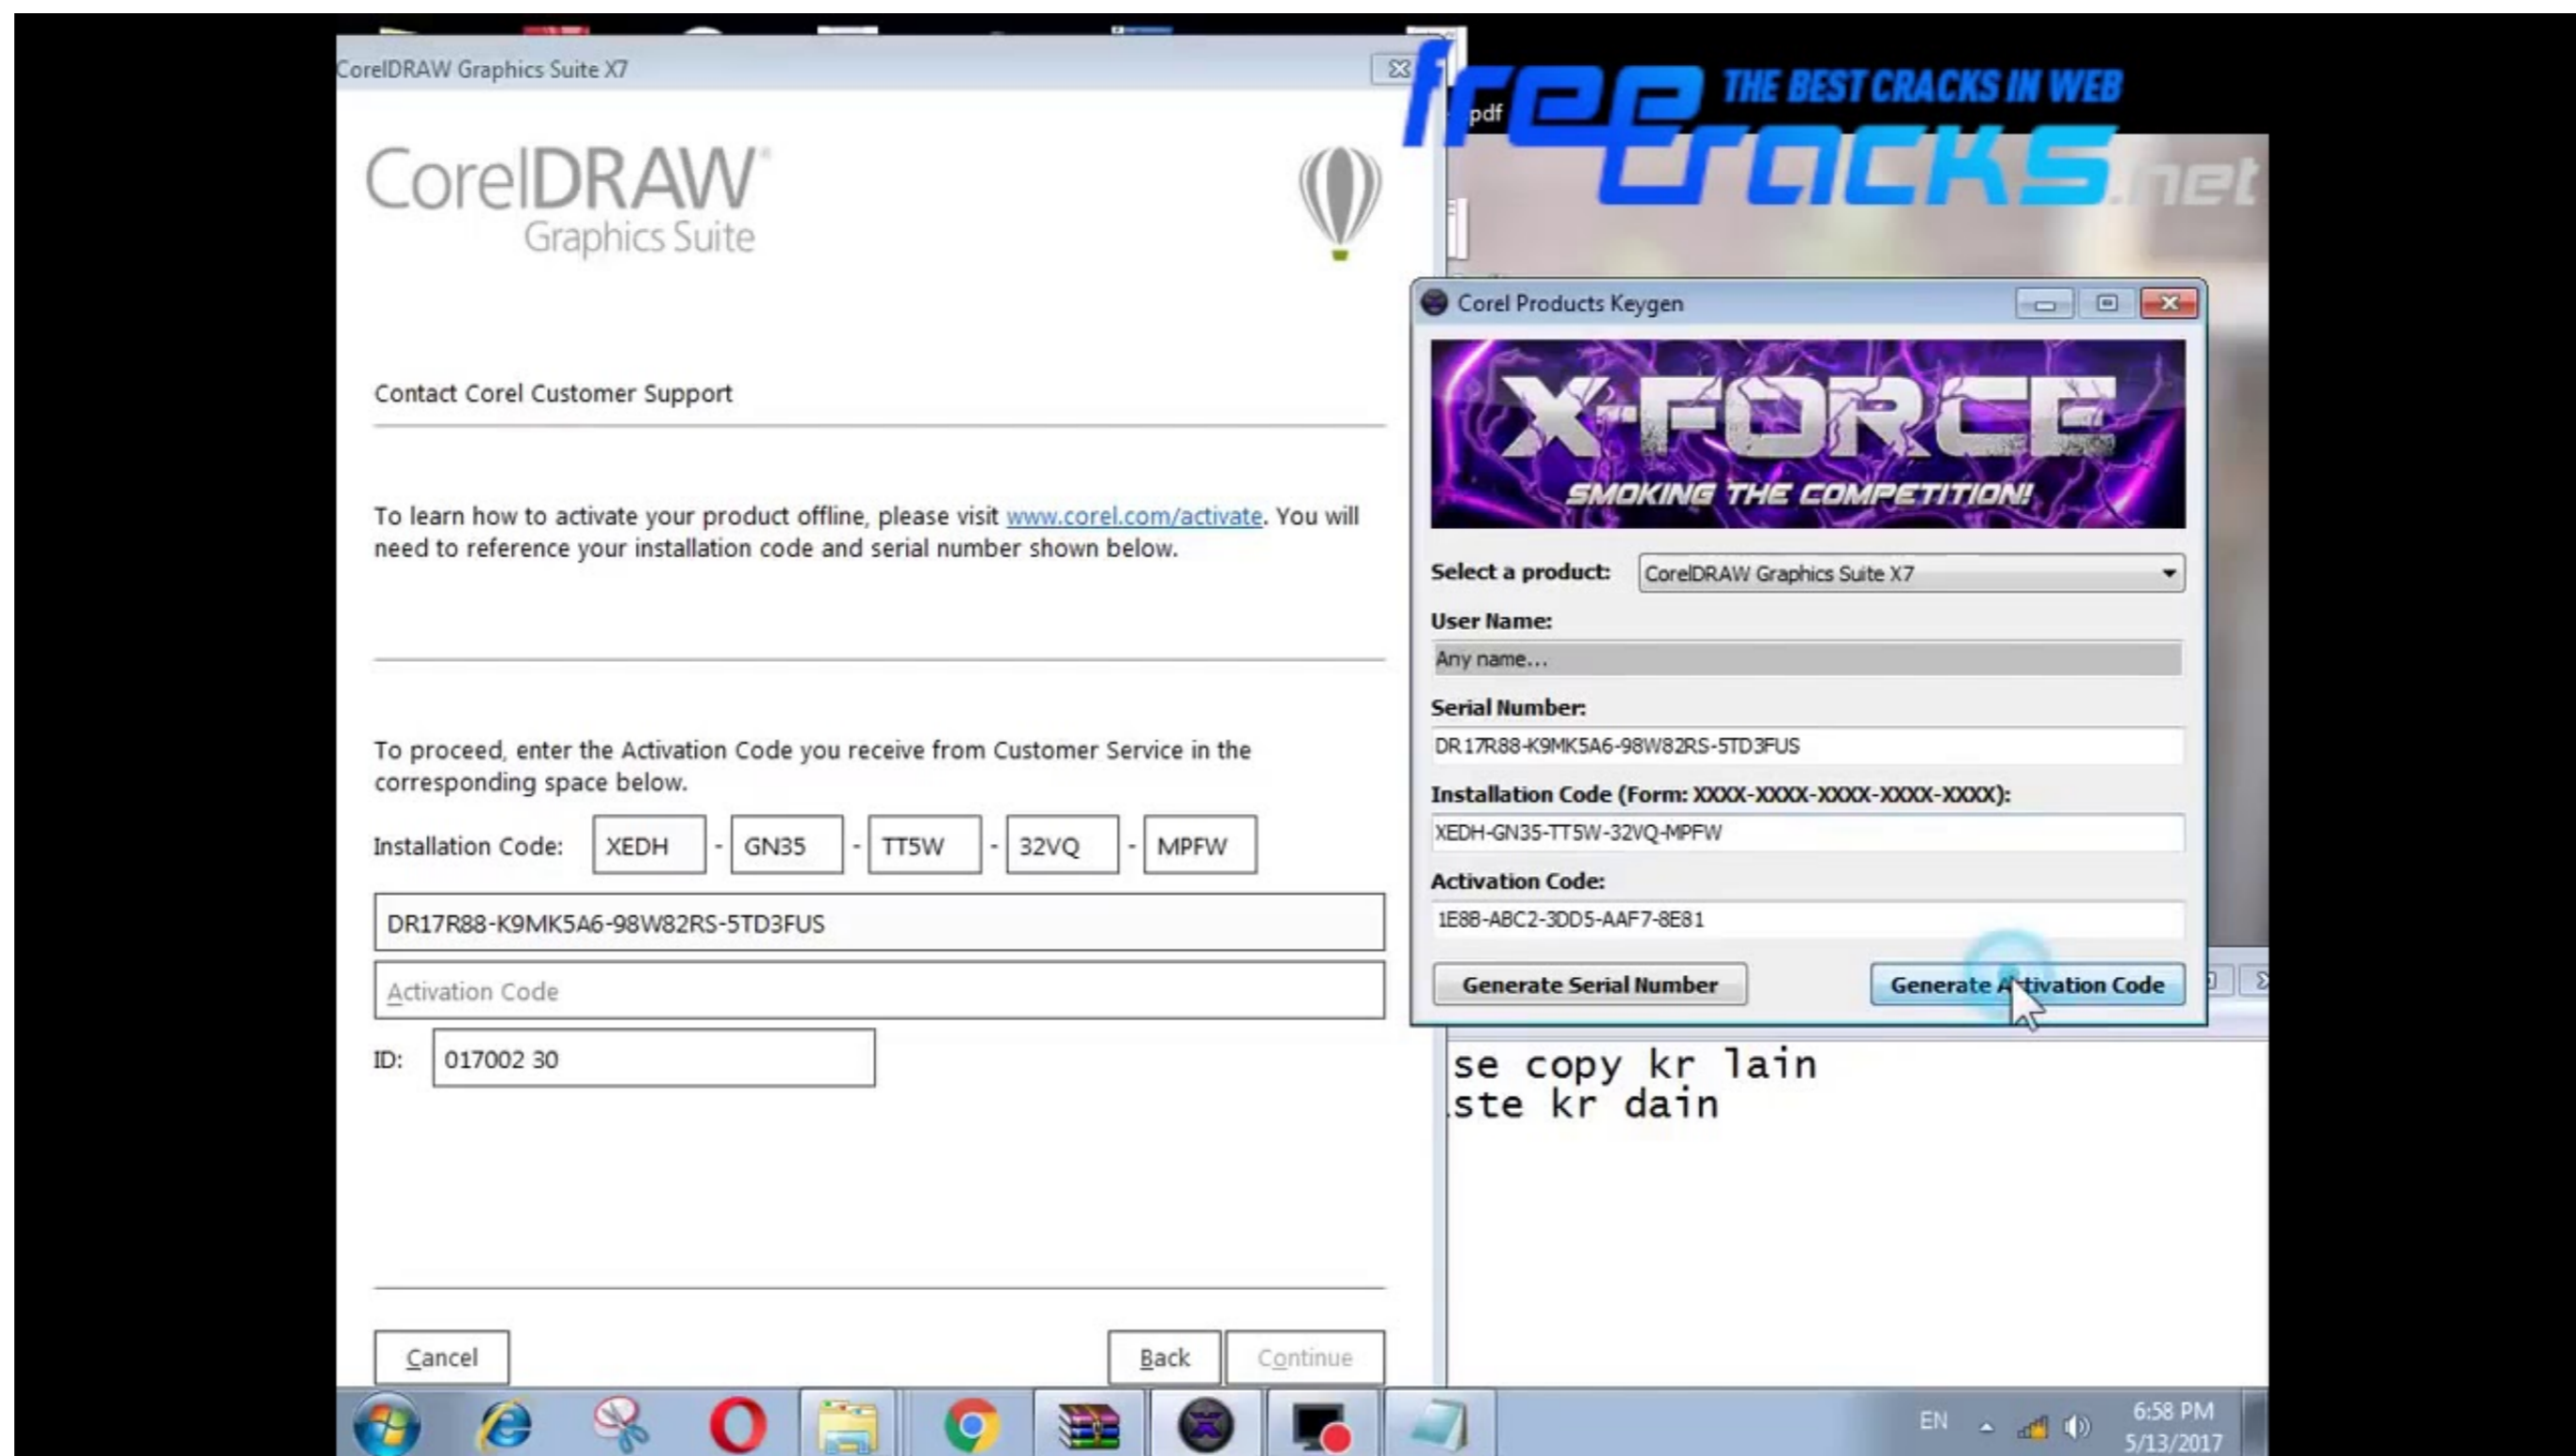 CorelDRAW Graphics Suite X7
free THE BEST CRACKS IN WEB
cracks.net
.pdf
CorelDRAW®
Graphics Suite
Contact Corel Customer Support
To learn how to activate your product offline, please visit www.corel.com/activate. You will
need to reference your installation code and serial number shown below.
To proceed, enter the Activation Code you receive from Customer Service in the
corresponding space below.
Installation Code: XEDH - GN35 - TT5W - 32VQ - MPFW
DR17R88-K9MK5A6-98W82RS-5TD3FUS
Activation Code
ID: 017002 30
Cancel Back Continue
Corel Products Keygen
X-FORCE
SMOKING THE COMPETITION!
Select a product: CorelDRAW Graphics Suite X7
User Name:
Any name...
Serial Number:
DR17R88-K9MK5A6-98W82RS-5TD3FUS
Installation Code (Form: XXXX-XXXX-XXXX-XXXX-XXXX):
XEDH-GN35-TT5W-32VQ-MPFW
Activation Code:
1E8B-ABC2-3DD5-AAF7-8E81
Generate Serial Number Generate Activation Code
se copy kr lain
ste kr dain
EN
6:58 PM
5/13/2017